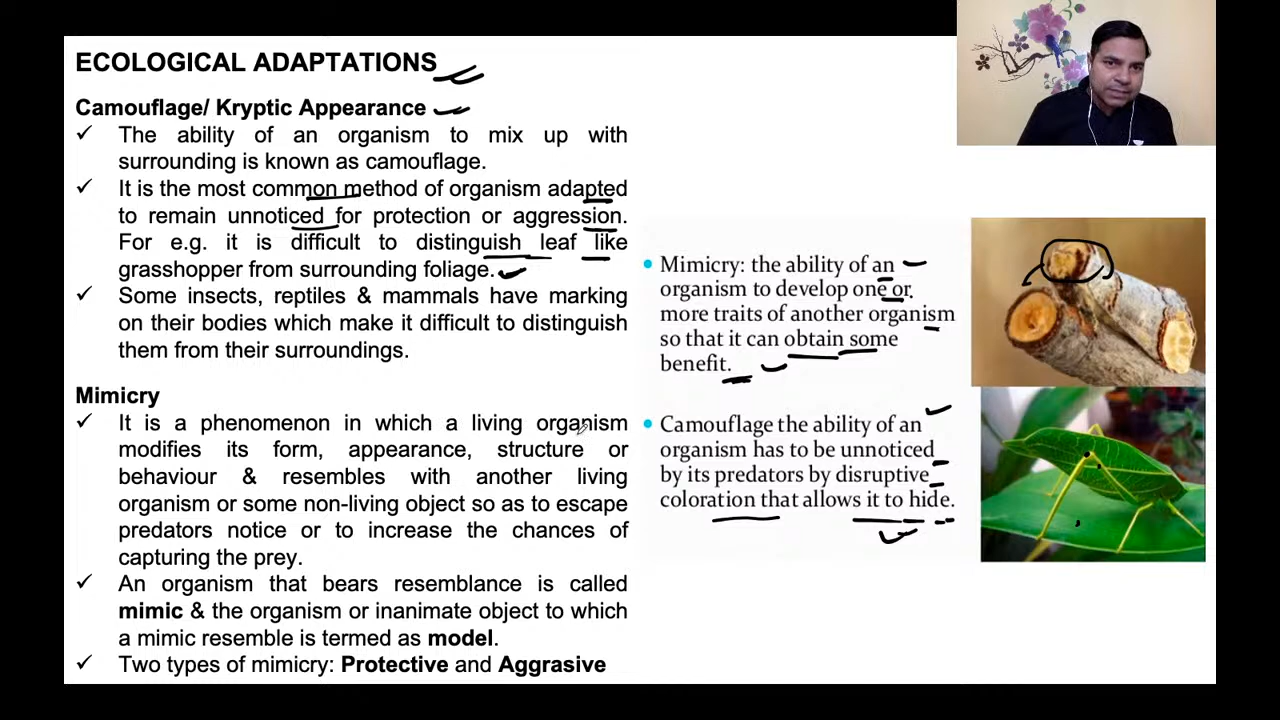 ECOLOGICAL ADAPTATIONS
Camouflage/ Kryptic Appearance
✓ The ability of an organism to mix up with
surrounding is known as camouflage.
✓ It is the most common method of organism adapted
to remain unnoticed for protection or aggression.
For e.g. it is difficult to distinguish leaf like
grasshopper from surrounding foliage.
✓ Some insects, reptiles & mammals have marking
on their bodies which make it difficult to distinguish
them from their surroundings.
Mimicry
✓ It is a phenomenon in which a living organism
modifies its form, appearance, structure or
behaviour & resembles with another living
organism or some non-living object so as to escape
predators notice or to increase the chances of
capturing the prey.
✓ An organism that bears resemblance is called
mimic & the organism or inanimate object to which
a mimic resemble is termed as model.
✓ Two types of mimicry: Protective and Aggrasive
• Mimicry: the ability of an
organism to develop one or
more traits of another organism
so that it can obtain some
benefit.
• Camouflage the ability of an
organism has to be unnoticed
by its predators by disruptive
coloration that allows it to hide.